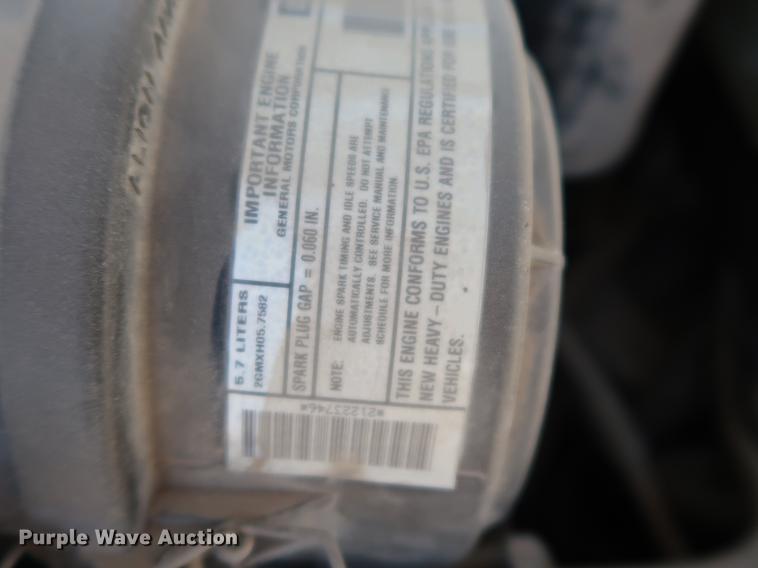 IMPORTANT ENGINE
INFORMATION
GENERAL MOTORS CORPORATION
5.7 LITERS
2GMXH05.7582
SPARK PLUG GAP = 0.060 IN.
NOTE: ENGINE SPARK TIMING AND IDLE SPEEDS ARE
AUTOMATICALLY CONTROLLED. DO NOT ATTEMPT
ADJUSTMENTS. SEE SERVICE MANUAL AND MAINTENANCE
SCHEDULE FOR MORE INFORMATION.
THIS ENGINE CONFORMS TO U.S. EPA REGULATIONS
NEW HEAVY-DUTY ENGINES AND IS CERTIFIED FOR USE
VEHICLES.
*21223746*
ALIGN
Purple Wave Auction